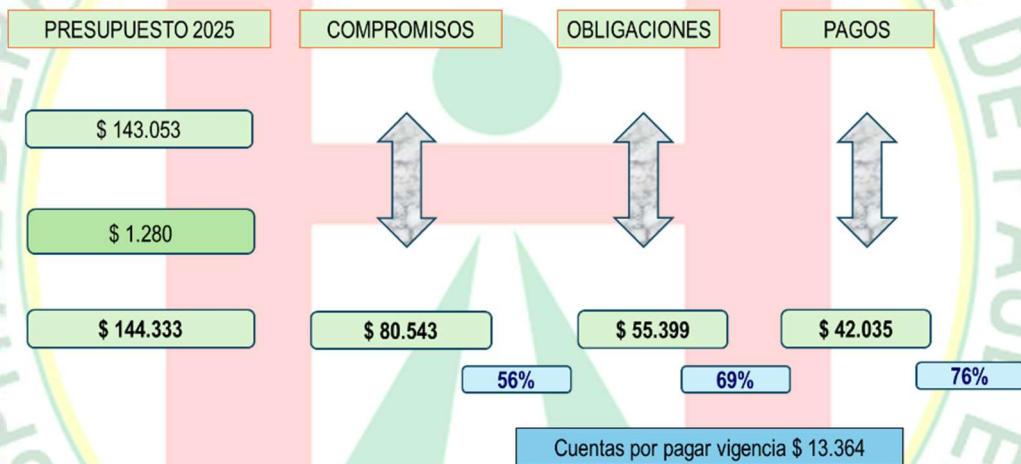 PRESUPUESTO 2025
COMPROMISOS
OBLIGACIONES
PAGOS
$ 143.053
$ 1.280
$ 144.333
$ 80.543
$ 55.399
$ 42.035
56%
69%
76%
Cuentas por pagar vigencia $ 13.364